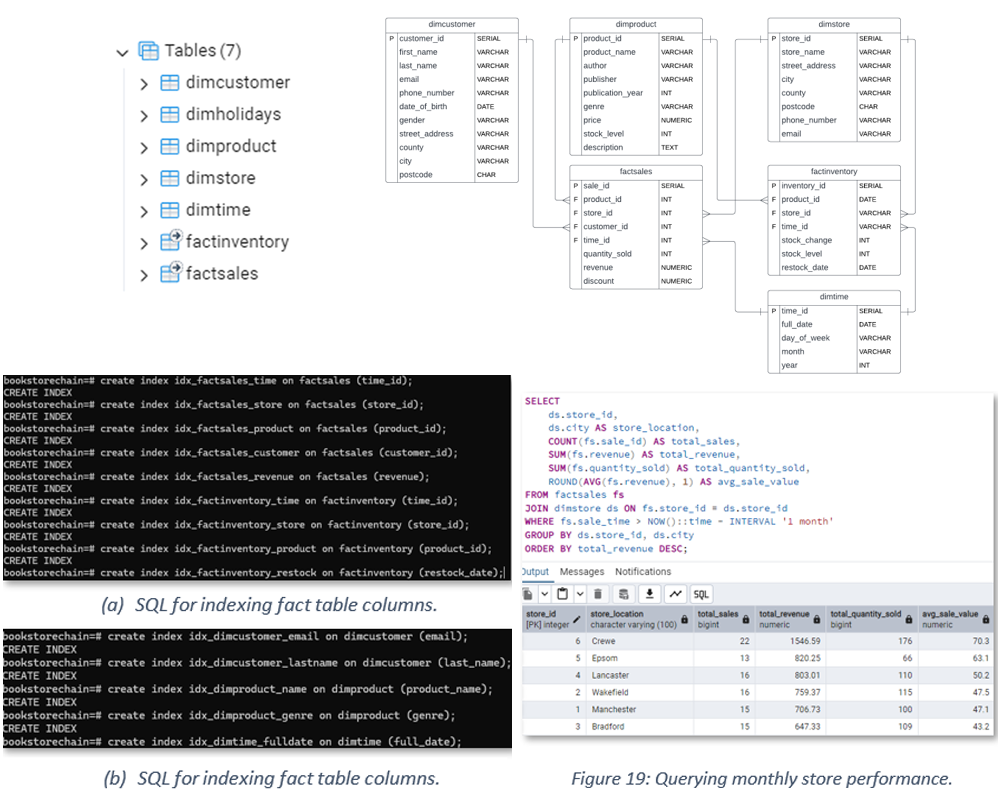 Tables (7)
dimcustomer
dimholidays
dimproduct
dimstore
dimtime
factinventory
factsales
dimcustomer
P customer_id SERIAL
first_name VARCHAR
last_name VARCHAR
email VARCHAR
phone_number VARCHAR
date_of_birth DATE
gender VARCHAR
street_address VARCHAR
county VARCHAR
city VARCHAR
postcode CHAR
dimproduct
P product_id SERIAL
product_name VARCHAR
author VARCHAR
publisher VARCHAR
publication_year INT
genre VARCHAR
price NUMERIC
stock_level INT
description TEXT
dimstore
P store_id SERIAL
store_name VARCHAR
street_address VARCHAR
city VARCHAR
county VARCHAR
postcode CHAR
phone_number VARCHAR
email VARCHAR
factsales
P sale_id SERIAL
F product_id INT
F store_id INT
F customer_id INT
F time_id INT
quantity_sold INT
revenue NUMERIC
discount NUMERIC
factinventory
P inventory_id SERIAL
F product_id DATE
F store_id VARCHAR
F time_id VARCHAR
stock_change INT
stock_level INT
restock_date DATE
dimtime
P time_id SERIAL
full_date DATE
day_of_week VARCHAR
month VARCHAR
year INT
bookstorechain=# create index idx_factsales_time on factsales (time_id);
CREATE INDEX
bookstorechain=# create index idx_factsales_store on factsales (store_id);
CREATE INDEX
bookstorechain=# create index idx_factsales_product on factsales (product_id);
CREATE INDEX
bookstorechain=# create index idx_factsales_customer on factsales (customer_id);
CREATE INDEX
bookstorechain=# create index idx_factsales_revenue on factsales (revenue);
CREATE INDEX
bookstorechain=# create index idx_factinventory_time on factinventory (time_id);
CREATE INDEX
bookstorechain=# create index idx_factinventory_store on factinventory (store_id);
CREATE INDEX
bookstorechain=# create index idx_factinventory_product on factinventory (product_id);
CREATE INDEX
bookstorechain=# create index idx_factinventory_restock on factinventory (restock_date);
(a) SQL for indexing fact table columns.
bookstorechain=# create index idx_dimcustomer_email on dimcustomer (email);
CREATE INDEX
bookstorechain=# create index idx_dimcustomer_lastname on dimcustomer (last_name);
CREATE INDEX
bookstorechain=# create index idx_dimproduct_name on dimproduct (product_name);
CREATE INDEX
bookstorechain=# create index idx_dimproduct_genre on dimproduct (genre);
CREATE INDEX
bookstorechain=# create index idx_dimtime_fulldate on dimtime (full_date);
(b) SQL for indexing fact table columns.
SELECT
ds.store_id,
ds.city AS store_location,
COUNT(fs.sale_id) AS total_sales,
SUM(fs.revenue) AS total_revenue,
SUM(fs.quantity_sold) AS total_quantity_sold,
ROUND(AVG(fs.revenue), 1) AS avg_sale_value
FROM factsales fs
JOIN dimstore ds ON fs.store_id = ds.store_id
WHERE fs.sale_time > NOW()::time - INTERVAL '1 month'
GROUP BY ds.store_id, ds.city
ORDER BY total_revenue DESC;
Output Messages Notifications
SQL
store_id store_location total_sales total_revenue total_quantity_sold avg_sale_value
[PK] integer character varying (100) bigint numeric bigint numeric
6 Crewe 22 1546.59 176 70.3
5 Epsom 13 820.25 66 63.1
4 Lancaster 16 803.01 110 50.2
2 Wakefield 16 759.37 115 47.5
1 Manchester 15 706.73 100 47.1
3 Bradford 15 647.33 109 43.2
Figure 19: Querying monthly store performance.